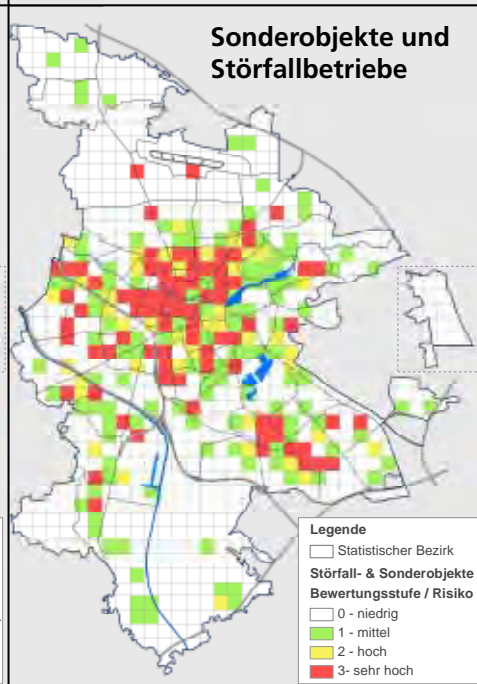 Sonderobjekte und
Störfallbetriebe
Legende
Statistischer Bezirk
Störfall- & Sonderobjekte
Bewertungsstufe / Risiko
0 - niedrig
1 - mittel
2 - hoch
3- sehr hoch